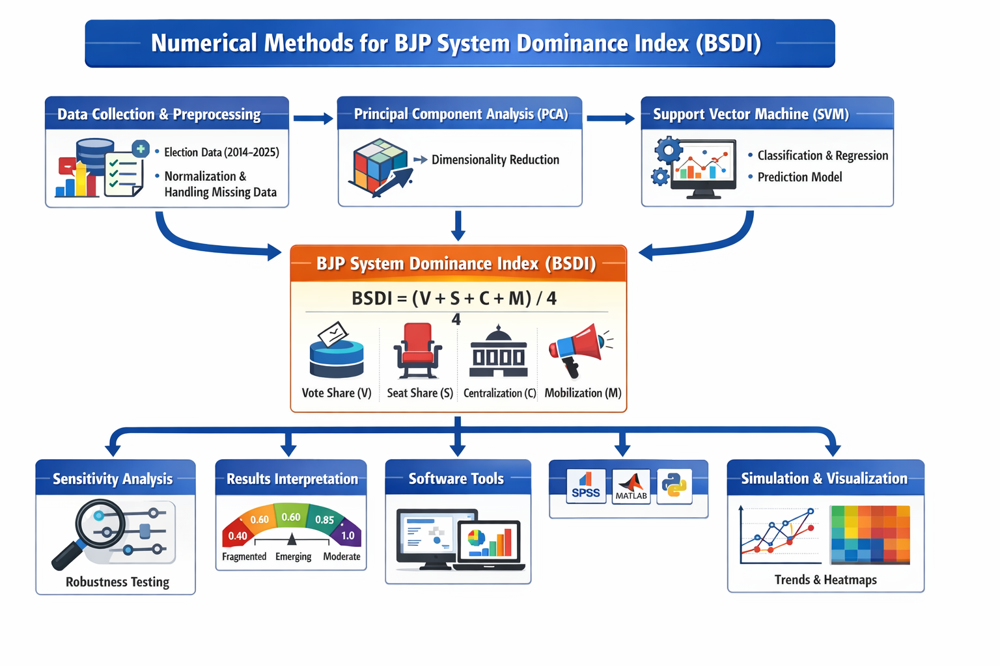 Numerical Methods for BJP System Dominance Index (BSDI)
Data Collection & Preprocessing
• Election Data (2014–2025)
• Normalization &
Handling Missing Data
Principal Component Analysis (PCA)
Dimensionality Reduction
Support Vector Machine (SVM)
• Classification & Regression
• Prediction Model
BJP System Dominance Index (BSDI)
BSDI = (V + S + C + M) / 4
4
Vote Share (V)
Seat Share (S)
Centralization (C)
Mobilization (M)
Sensitivity Analysis
Robustness Testing
Results Interpretation
0.40
0.60
0.60
0.85
1.0
Fragmented
Emerging
Moderate
Software Tools
SPSS
MATLAB
Simulation & Visualization
Trends & Heatmaps